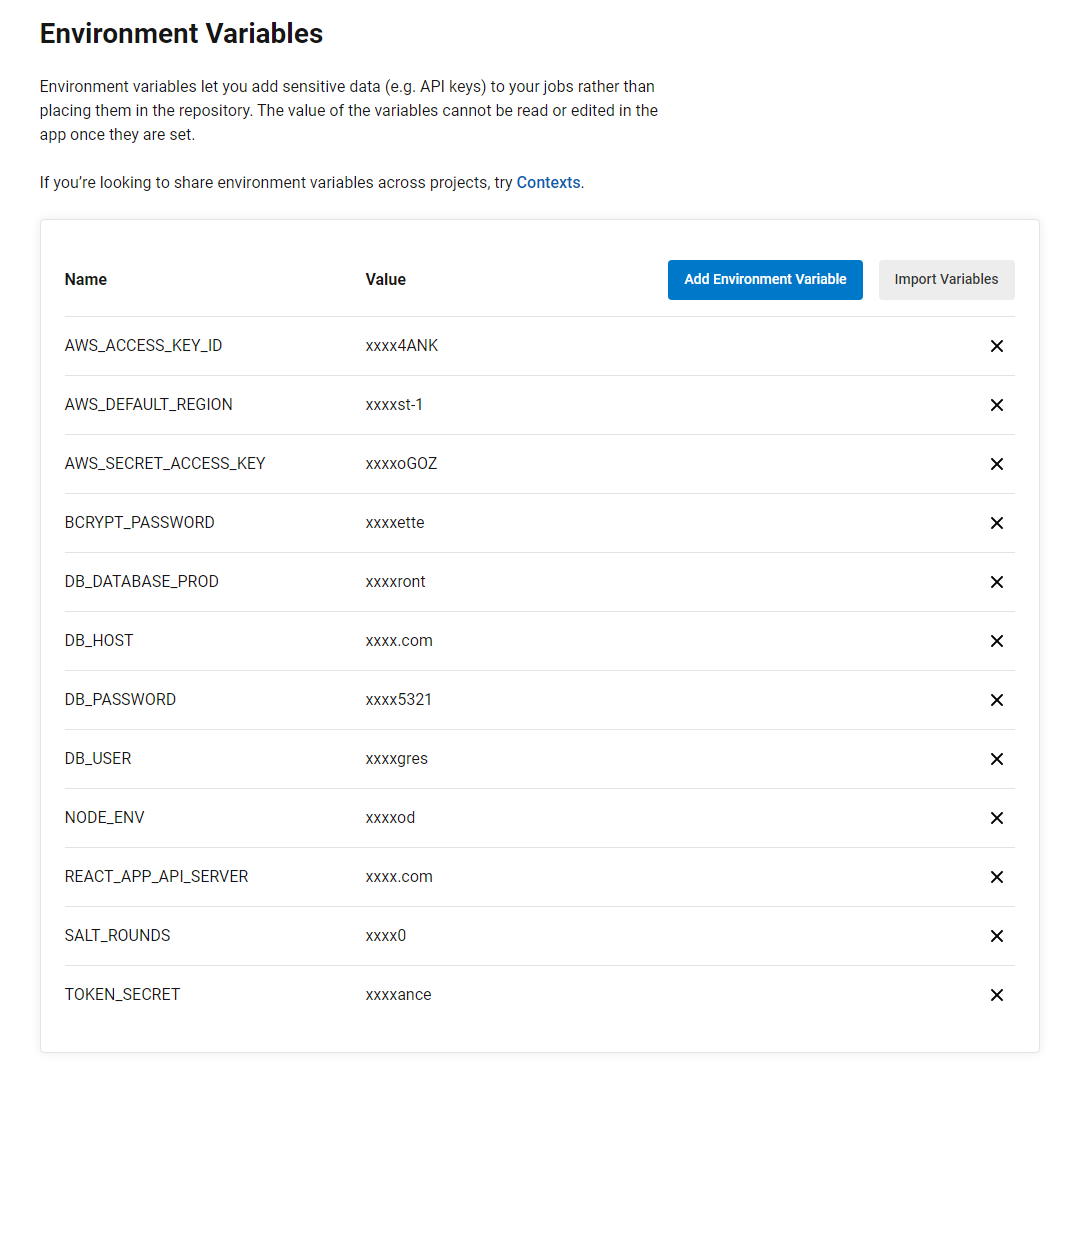 Environment Variables
Environment variables let you add sensitive data (e.g. API keys) to your jobs rather than
placing them in the repository. The value of the variables cannot be read or edited in the
app once they are set.
If you’re looking to share environment variables across projects, try Contexts.
Name Value Add Environment Variable Import Variables
AWS_ACCESS_KEY_ID xxxx4ANK
AWS_DEFAULT_REGION xxxxst-1
AWS_SECRET_ACCESS_KEY xxxxoGOZ
BCRYPT_PASSWORD xxxxette
DB_DATABASE_PROD xxxxront
DB_HOST xxxx.com
DB_PASSWORD xxxx5321
DB_USER xxxxgres
NODE_ENV xxxxod
REACT_APP_API_SERVER xxxx.com
SALT_ROUNDS xxxx0
TOKEN_SECRET xxxxance